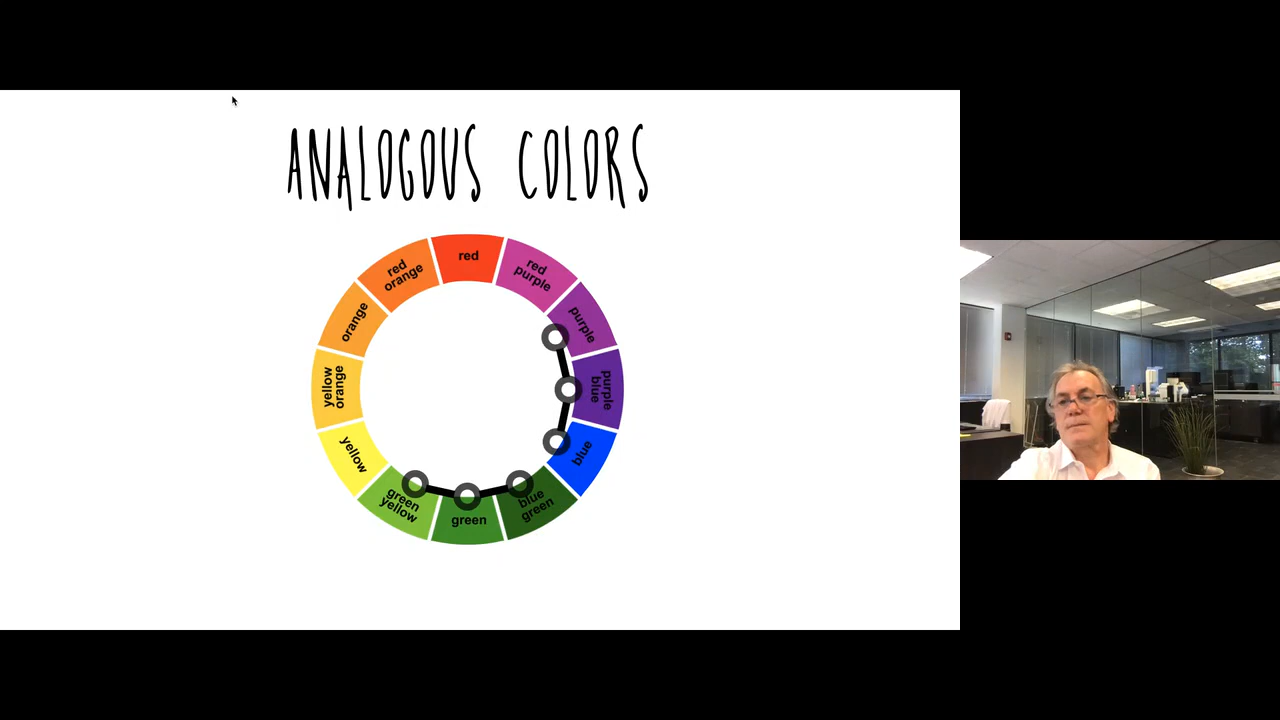 ANALOGOUS COLORS
red
red
purple
purple
purple
blue
blue
blue
green
green
green
yellow
yellow
yellow
orange
orange
red
orange